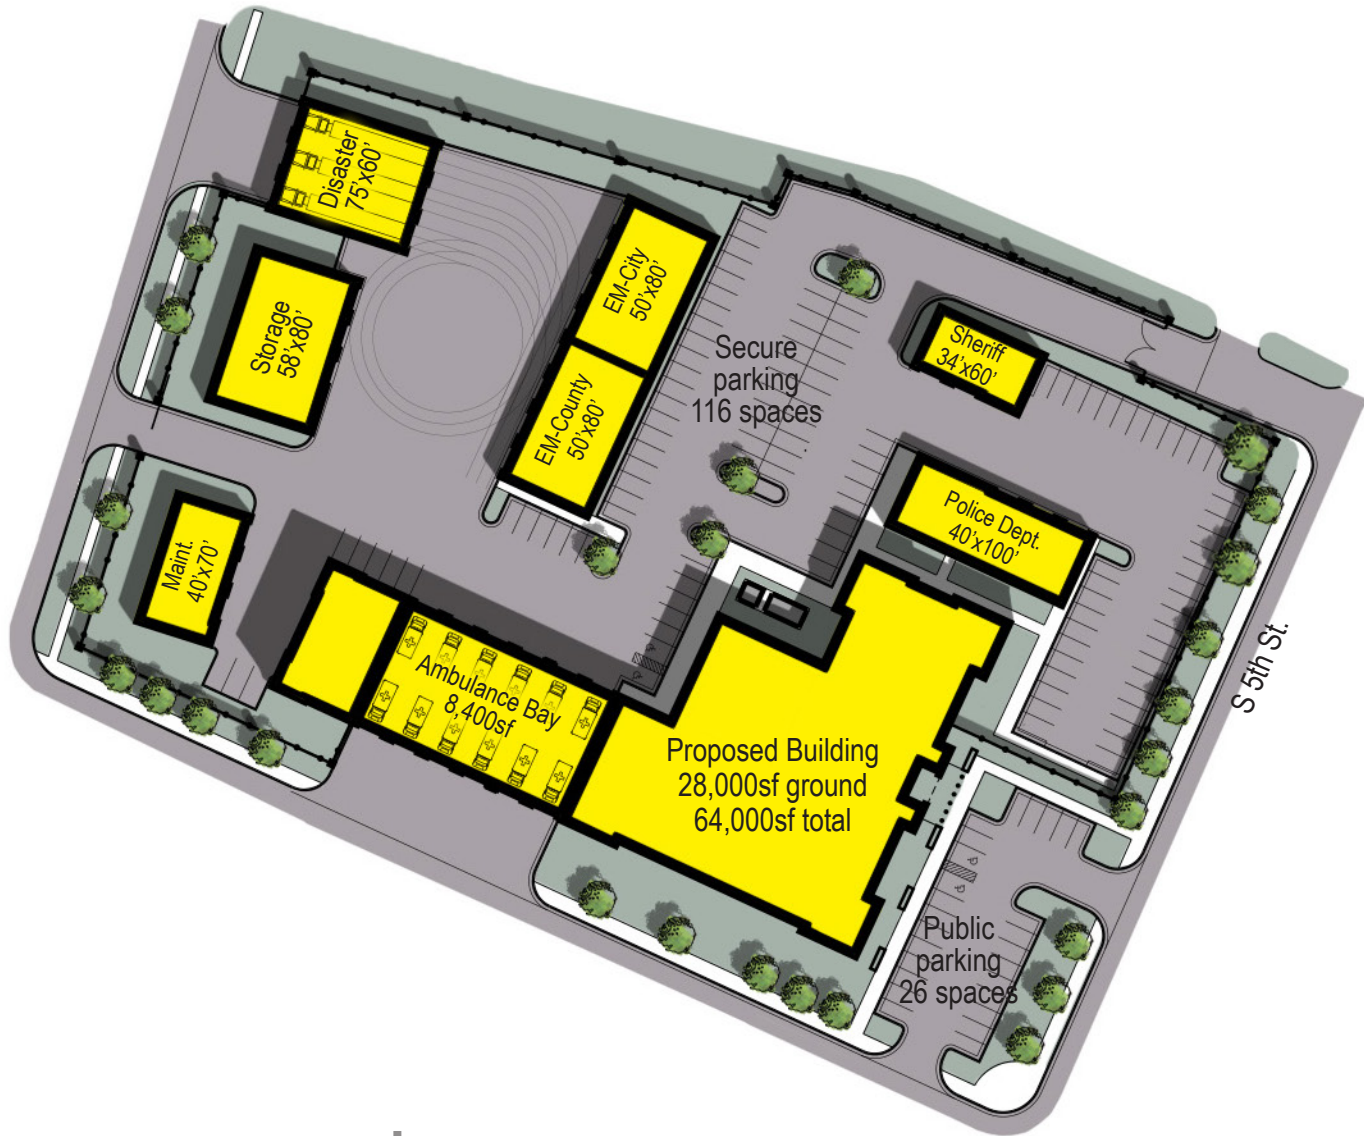 Disaster
75'x60'
Storage
58'x80'
EM-City
50'x80'
EM-County
50'x80'
Secure
parking
116 spaces
Sheriff
34'x60'
Police Dept.
40'x100'
Maint.
40'x70'
Ambulance Bay
8,400sf
Proposed Building
28,000sf ground
64,000sf total
Public
parking
26 spaces
S 5th St.